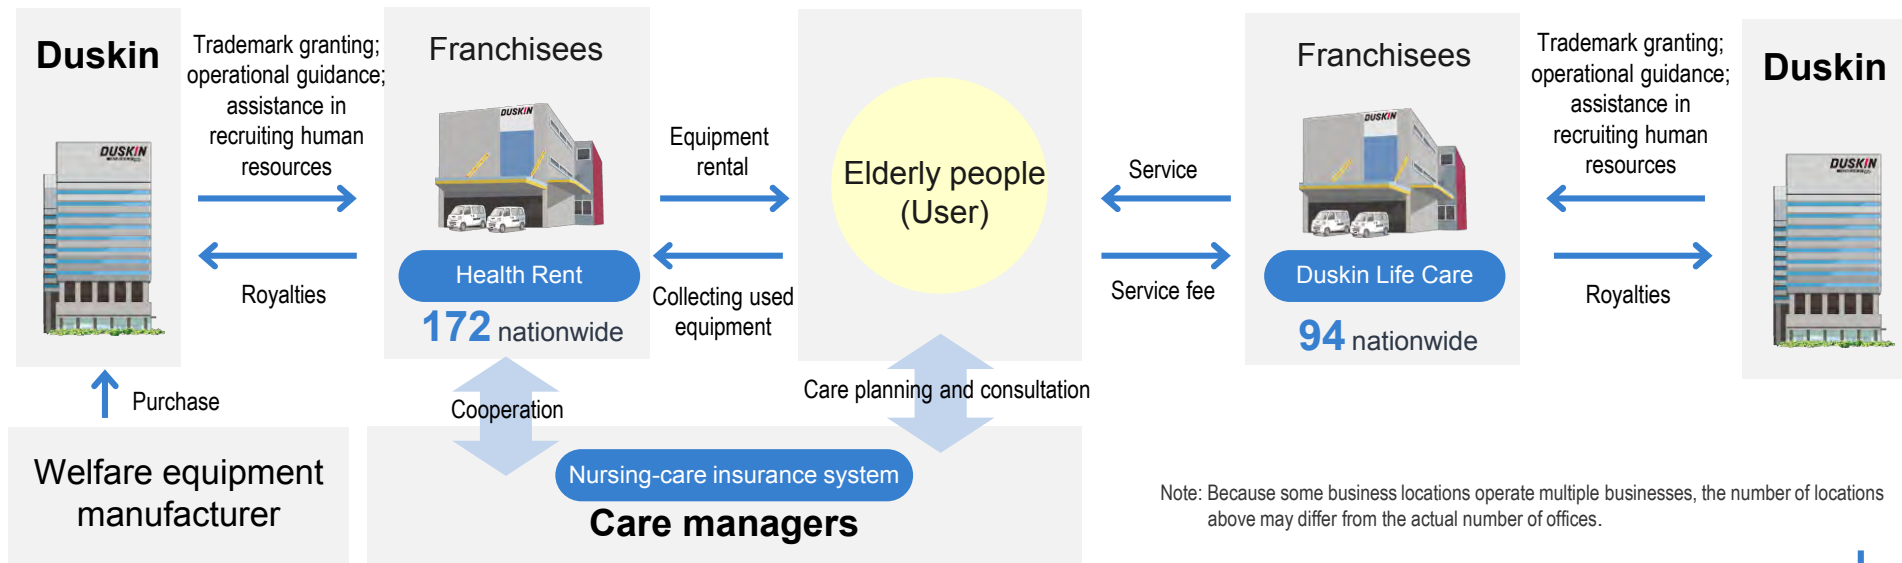 Duskin
Trademark granting;
operational guidance;
assistance in
recruiting human
resources
DUSKIN
Royalties
Franchisees
DUSKIN
Health Rent
172 nationwide
Equipment
rental
Collecting used
equipment
Elderly people
(User)
Service
Service fee
Franchisees
DUSKIN
Duskin Life Care
94 nationwide
Trademark granting;
operational guidance;
assistance in
recruiting human
resources
Royalties
Duskin
DUSKIN
Purchase
Welfare equipment
manufacturer
Cooperation
Care planning and consultation
Nursing-care insurance system
Care managers
Note: Because some business locations operate multiple businesses, the number of locations
above may differ from the actual number of offices.